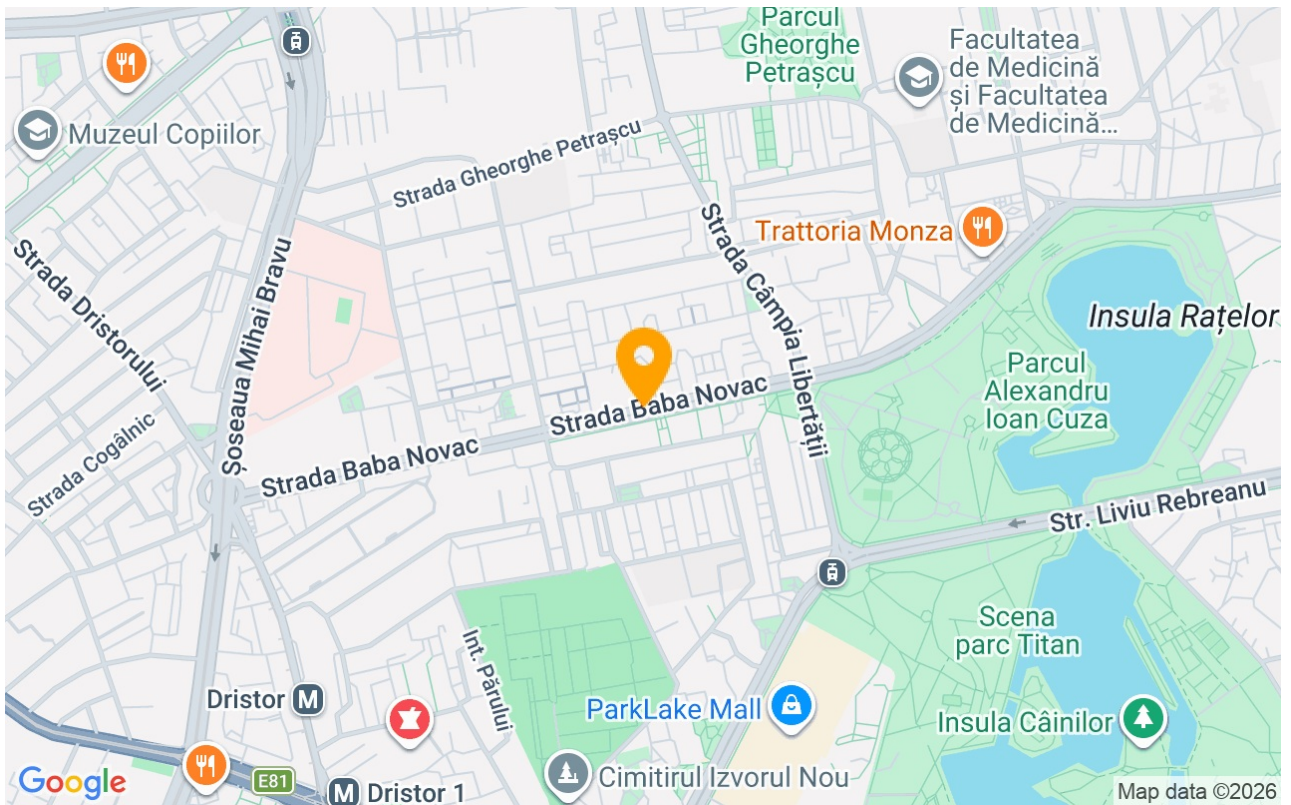 Parcul
Gheorghe
Petrașcu
Facultatea
de Medicină
și Facultatea
de Medicină...
Muzeul Copiilor
Strada Gheorghe Petrașcu
Strada Câmpia Libertății
Trattoria Monza
Strada Dristorului
Șoseaua Mihai Bravu
Insula Rațelor
Parcul
Alexandru
Ioan Cuza
Strada Baba Novac
Strada Cogâlnic
Strada Baba Novac
Str. Liviu Rebreanu
Scena
parc Titan
Int. Părului
Dristor M
ParkLake Mall
Insula Câinilor
Google
E81
M Dristor 1
Cimitirul Izvorul Nou
Map data ©2026